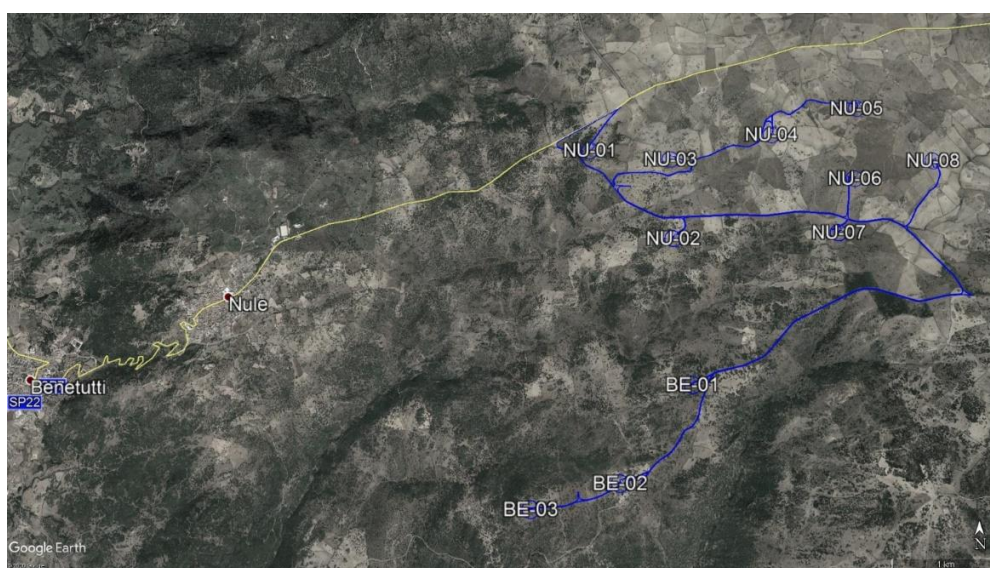 NU-05
NU-04
NU-01
NU-03
NU-08
NU-06
NU-07
NU-02
Nule
Benetutti
SP22
BE-01
BE-02
BE-03
Google Earth
N
1 km